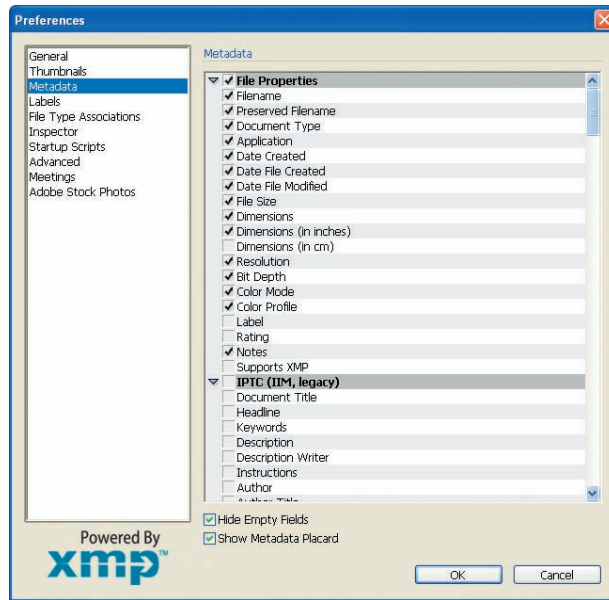 Preferences
General
Thumbnails
Metadata
Labels
File Type Associations
Inspector
Startup Scripts
Advanced
Meetings
Adobe Stock Photos
Powered By
xmp™
Metadata
File Properties
Filename
Preserved Filename
Document Type
Application
Date Created
Date File Created
Date File Modified
File Size
Dimensions
Dimensions (in inches)
Dimensions (in cm)
Resolution
Bit Depth
Color Mode
Color Profile
Label
Rating
Notes
Supports XMP
IPTC (IIM, legacy)
Document Title
Headline
Keywords
Description
Description Writer
Instructions
Author
Author Title
Hide Empty Fields
Show Metadata Placard
OK Cancel